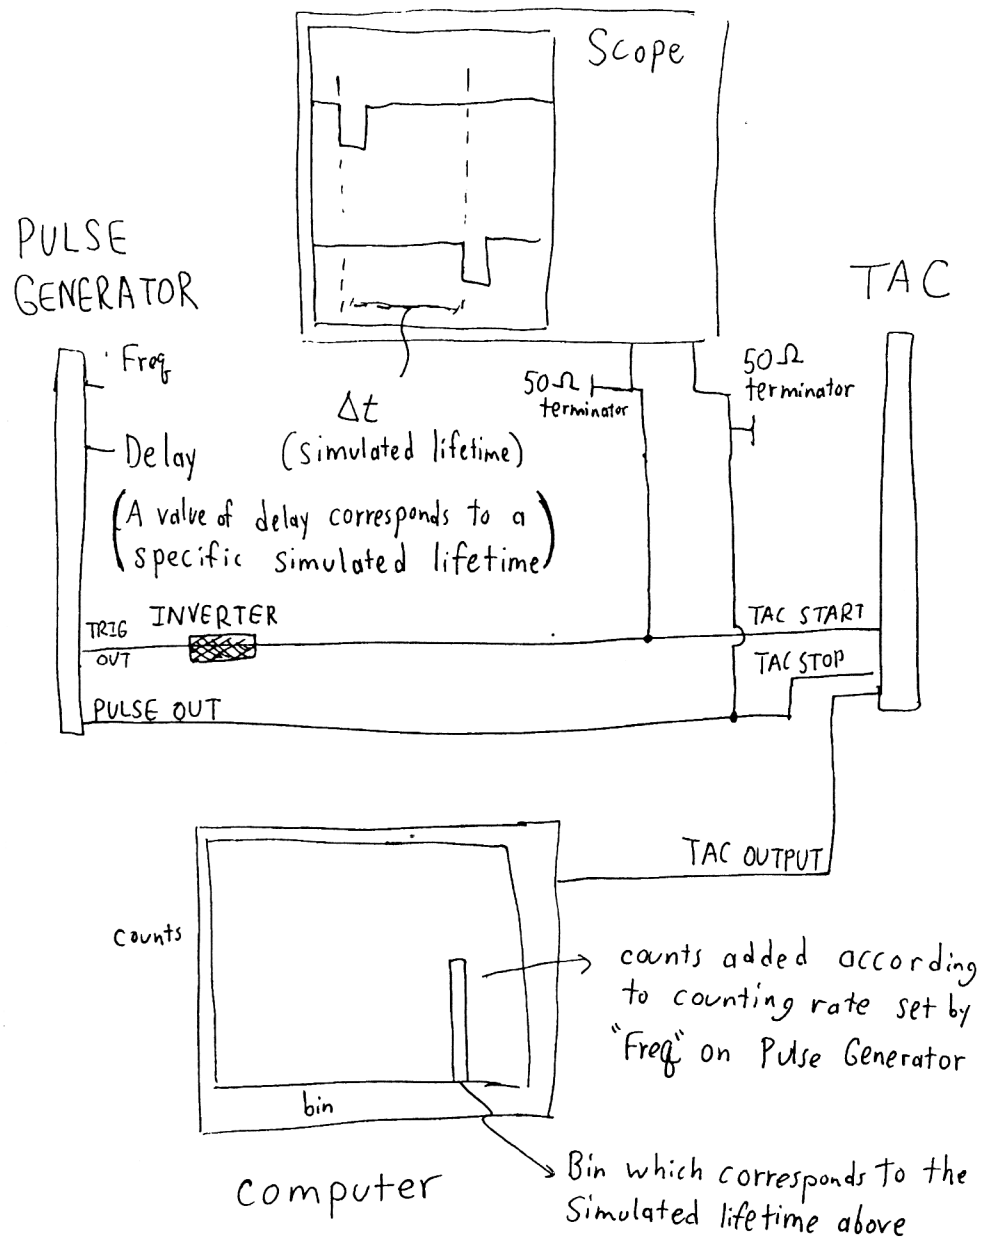 Scope
PULSE
GENERATOR
TAC
Freq
Delay
Δt
(simulated lifetime)
(A value of delay corresponds to a
specific simulated lifetime)
50Ω
terminator
50Ω
terminator
TRIG
OUT
INVERTER
TAC START
TAC STOP
PULSE OUT
TAC OUTPUT
counts
bin
counts added according
to counting rate set by
"Freq" on Pulse Generator
Bin which corresponds to the
Simulated lifetime above
computer